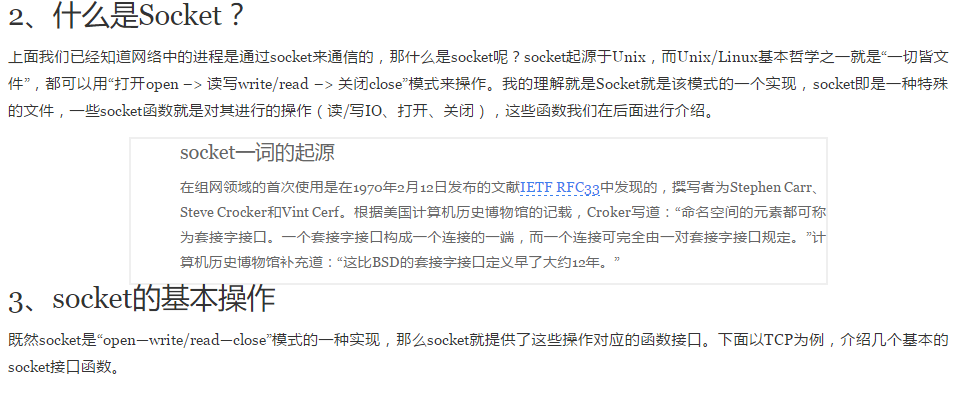 2、什么是Socket？
上面我们已经知道网络中的进程是通过socket来通信的，那什么是socket呢？socket起源于Unix，而Unix/Linux基本哲学之一就是“一切皆文
件”，都可以用“打开open –> 读写write/read –> 关闭close”模式来操作。我的理解就是Socket就是该模式的一个实现，socket即是一种特殊
的文件，一些socket函数就是对其进行的操作（读/写IO、打开、关闭），这些函数我们在后面进行介绍。
socket一词的起源
在组网领域的首次使用是在1970年2月12日发布的文献IETF RFC33中发现的，撰写者为Stephen Carr、
Steve Crocker和Vint Cerf。根据美国计算机历史博物馆的记载，Croker写道：“命名空间的元素都可称
为套接字接口。一个套接字接口构成一个连接的一端，而一个连接可完全由一对套接字接口规定。”计
算机历史博物馆补充道：“这比BSD的套接字接口定义早了大约12年。”
3、socket的基本操作
既然socket是“open—write/read—close”模式的一种实现，那么socket就提供了这些操作对应的函数接口。下面以TCP为例，介绍几个基本的
socket接口函数。